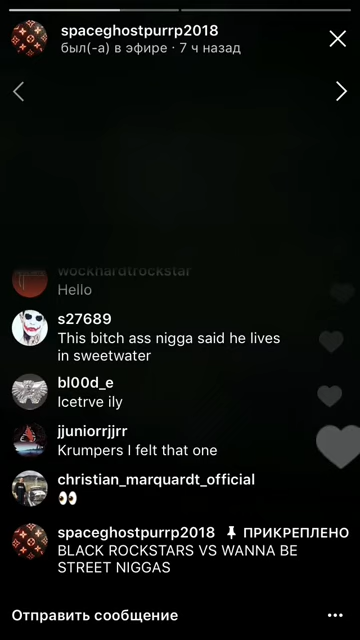 spaceghostpurrp2018
был(-а) в эфире · 7 ч назад
wockhardtrockstar
Hello
s27689
This bitch ass nigga said he lives
in sweetwater
bl00d_e
Icetrve ily
jjuniorrjjrr
Krumpers I felt that one
christian_marquardt_official
👀
spaceghostpurrp2018 ПРИКРЕПЛЕНО
BLACK ROCKSTARS VS WANNA BE
STREET NIGGAS
Отправить сообщение